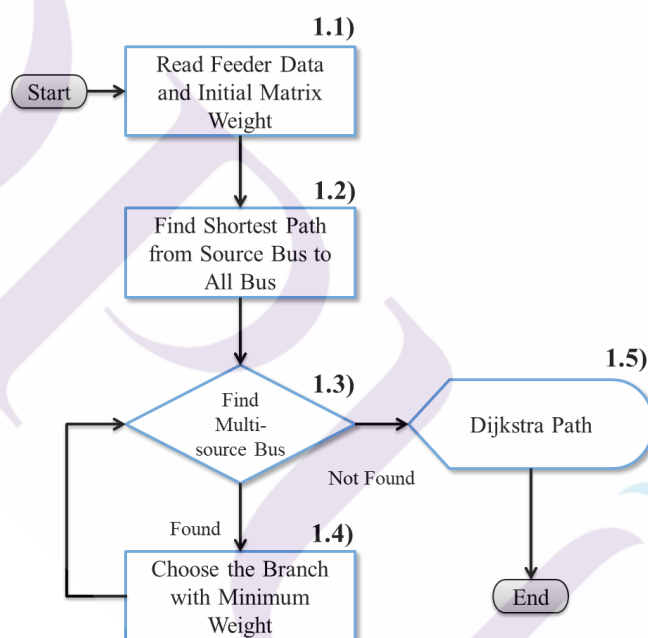 1.1)
Read Feeder Data
and Initial Matrix
Weight
Start
1.2)
Find Shortest Path
from Source Bus to
All Bus
1.3)
Find
Multi-
source Bus
1.5)
Dijkstra Path
Not Found
Found
1.4)
Choose the Branch
with Minimum
Weight
End